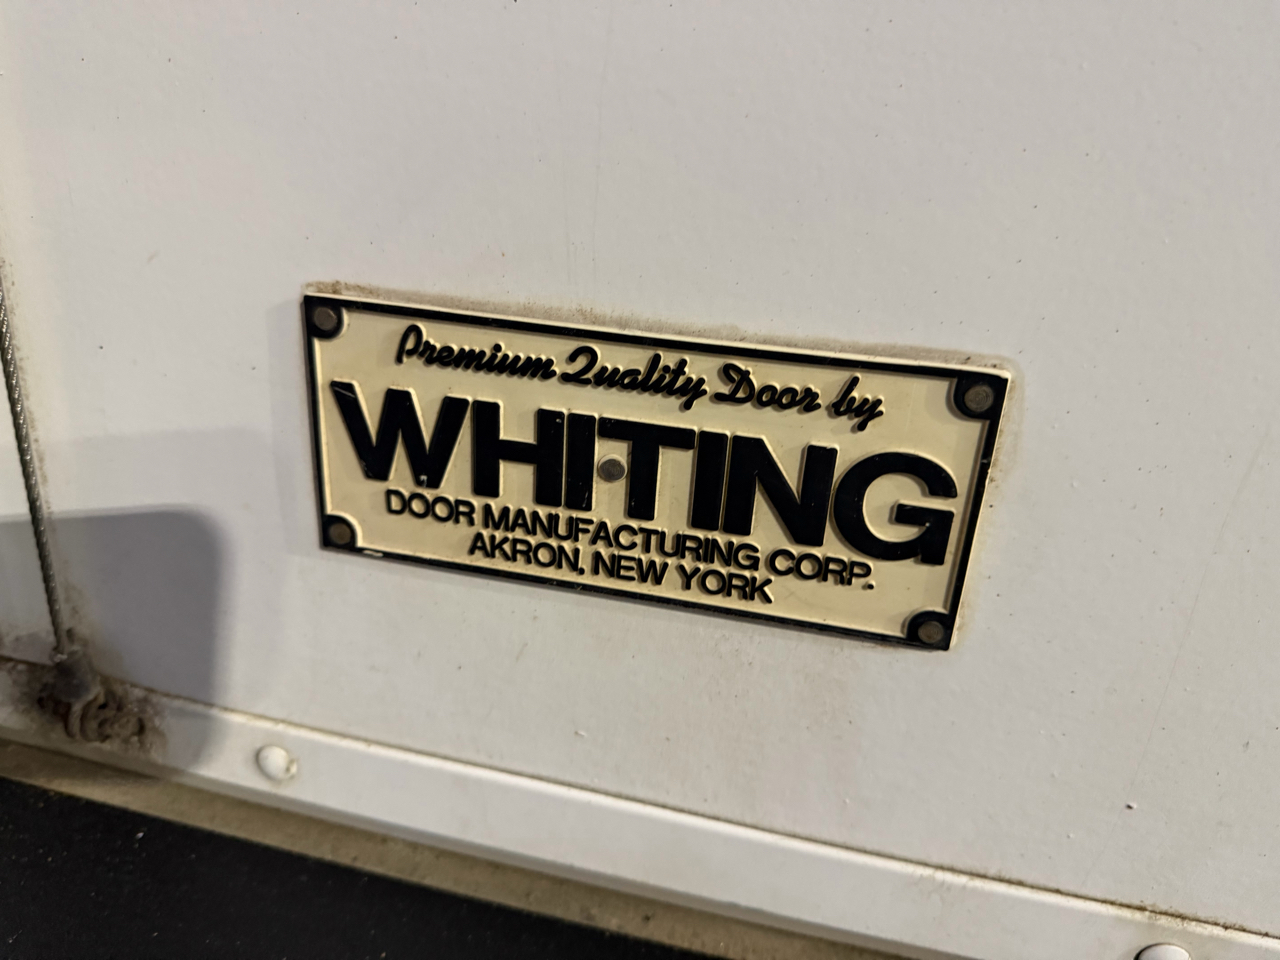 Premium Quality Door by
WHITING
DOOR MANUFACTURING CORP.
AKRON, NEW YORK